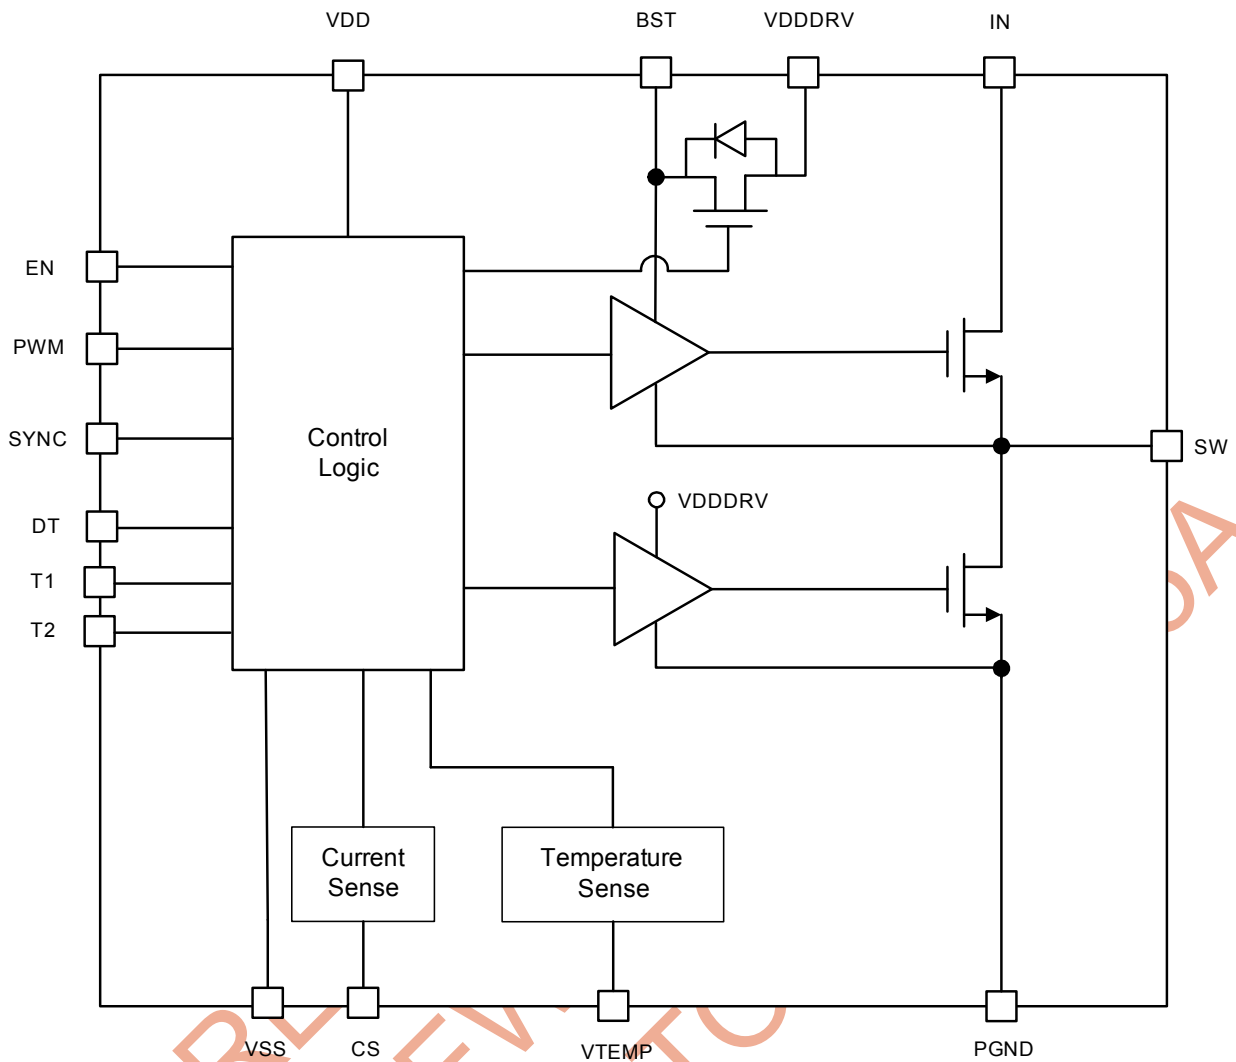 VDD
BST
VDDDRV
IN
EN
PWM
SYNC
DT
T1
T2
Control
Logic
SW
VDDDRV
Current
Sense
Temperature
Sense
VSS
CS
VTEMP
PGND